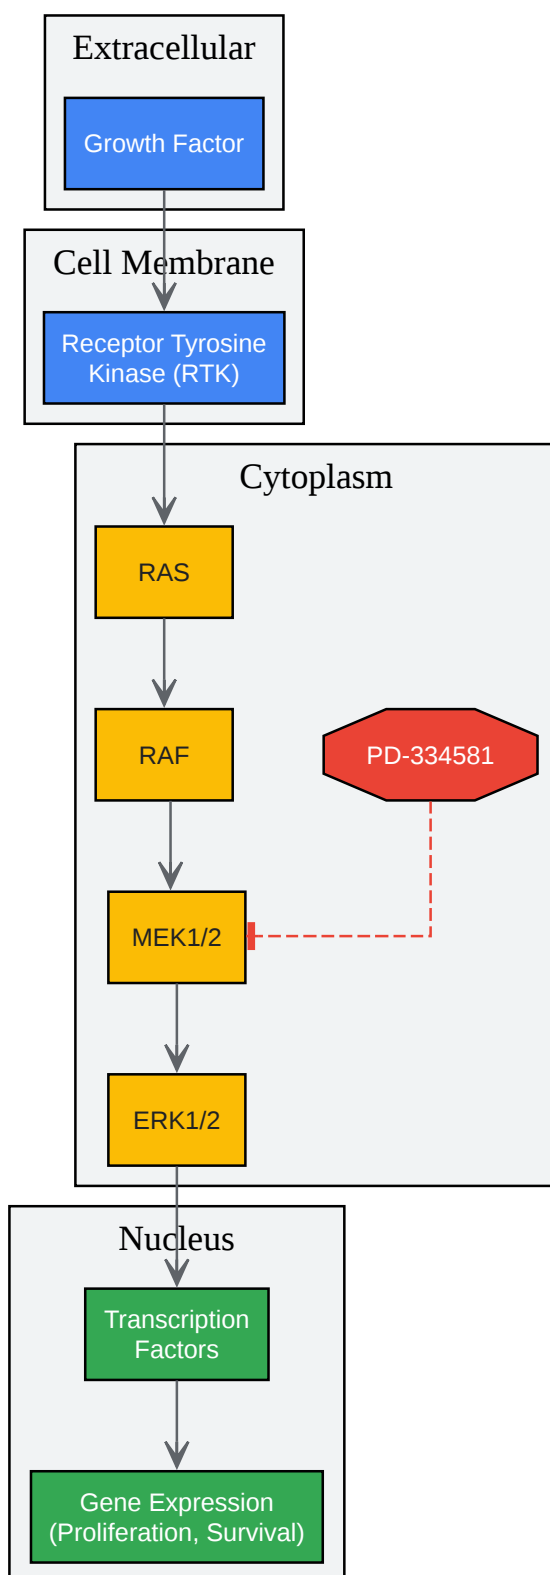 Extracellular
Growth Factor
Cell Membrane
Receptor Tyrosine
Kinase (RTK)
Cytoplasm
RAS
RAF
PD-334581
MEK1/2
ERK1/2
Nucleus
Transcription
Factors
Gene Expression
(Proliferation, Survival)